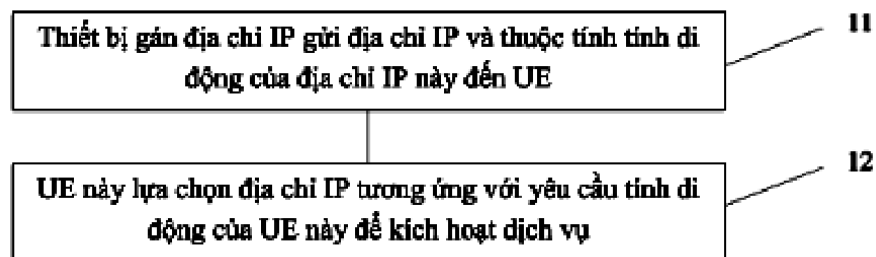 Thiết bị gán địa chỉ IP gửi địa chỉ IP và thuộc tính tính di
động của địa chỉ IP này đến UE
11
UE này lựa chọn địa chỉ IP tương ứng với yêu cầu tính di
động của UE này để kích hoạt dịch vụ
12